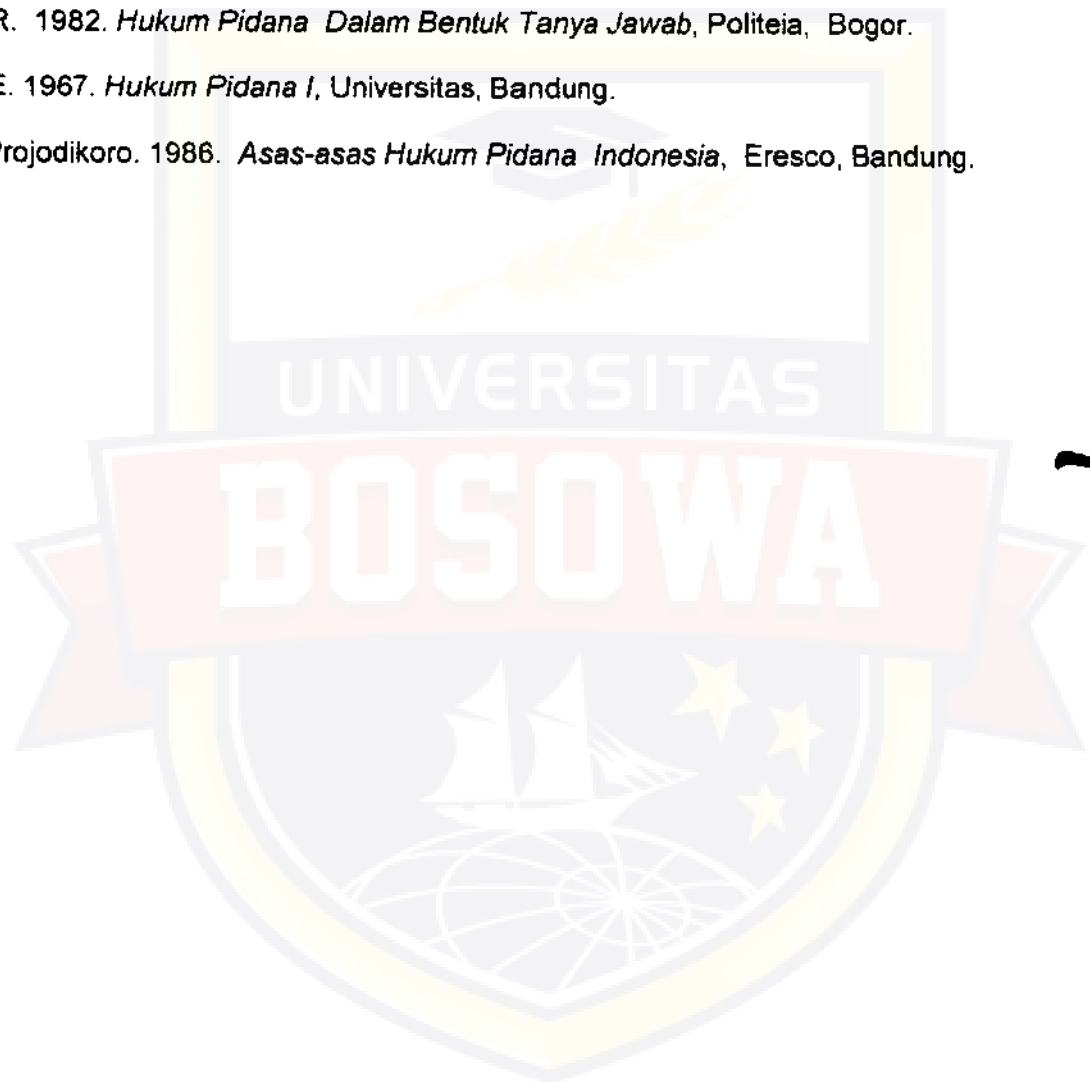 R. 1982. Hukum Pidana Dalam Bentuk Tanya Jawab, Politeia, Bogor.
E. 1967. Hukum Pidana I, Universitas, Bandung.
Projodikoro. 1986. Asas-asas Hukum Pidana Indonesia, Eresco, Bandung.
UNIVERSITAS
BOSOWA